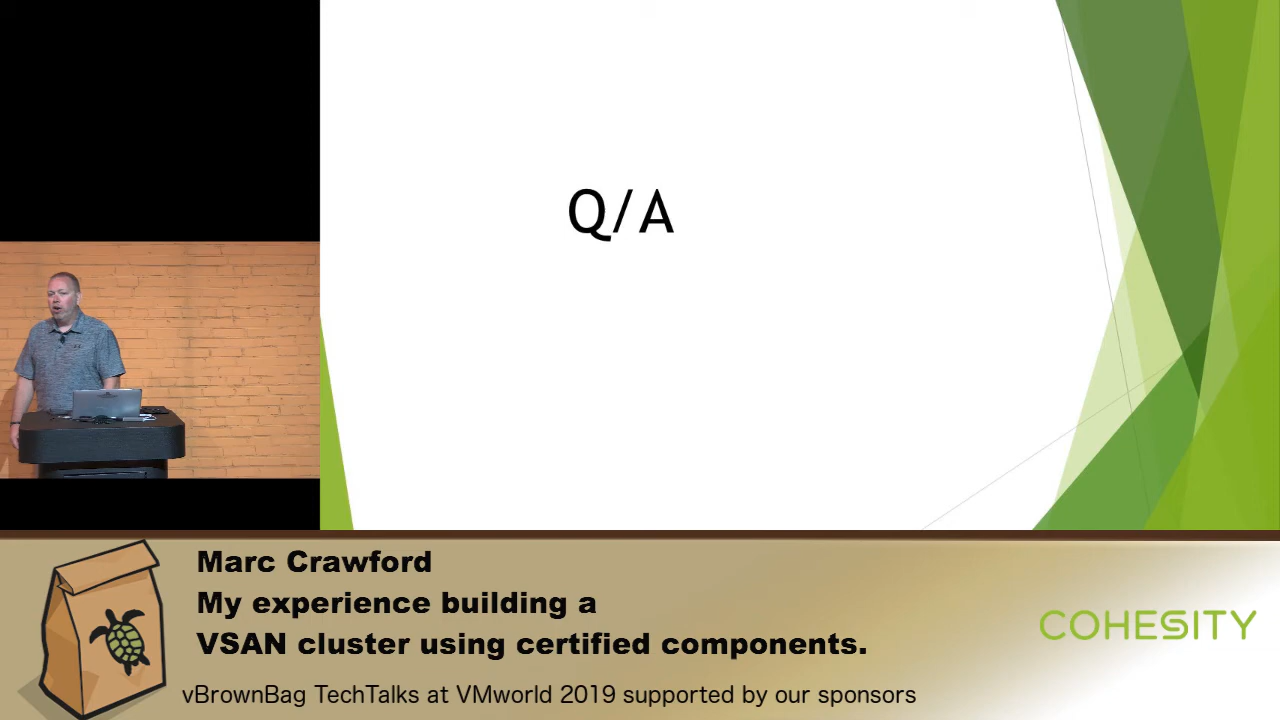 Q/A
Marc Crawford
My experience building a
VSAN cluster using certified components.
COHESITY
vBrownBag TechTalks at VMworld 2019 supported by our sponsors